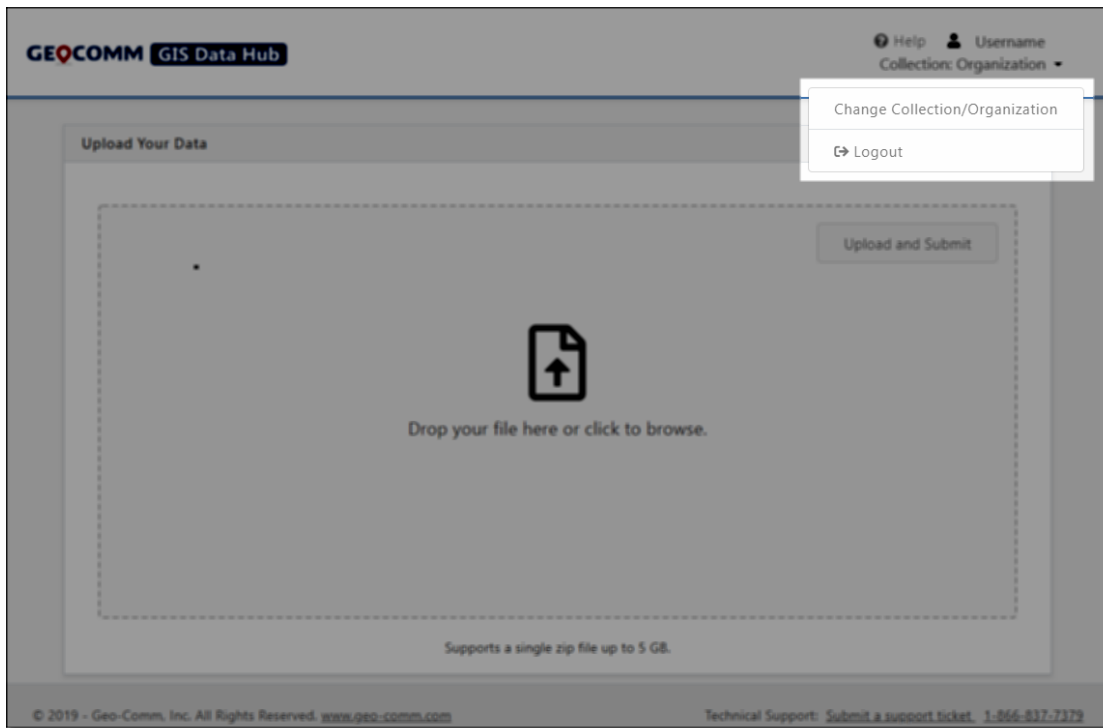 GEOCOMM GIS Data Hub
Help Username
Collection: Organization
Change Collection/Organization
Logout
Upload Your Data
Upload and Submit
Drop your file here or click to browse.
Supports a single zip file up to 5 GB.
© 2019 - Geo-Comm, Inc. All Rights Reserved. www.geo-comm.com Technical Support: Submit a support ticket 1-866-837-7379